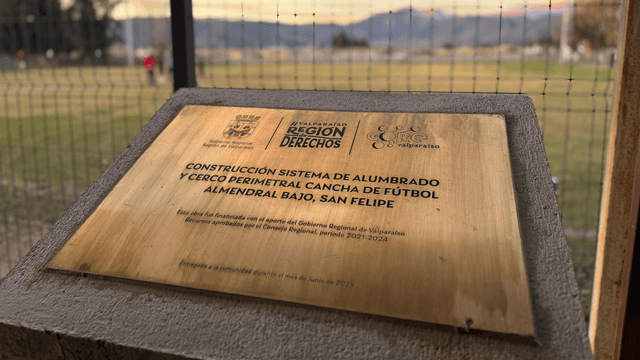 Gobierno Regional
Región de Valparaíso
#VALPARAÍSO
REGIÓN
DERECHOS
valparaíso
CONSTRUCCIÓN SISTEMA DE ALUMBRADO
Y CERCO PERIMETRAL CANCHA DE FÚTBOL
ALMENDRAL BAJO, SAN FELIPE
Esta obra fue financiada con el aporte del Gobierno Regional de Valparaíso
Recursos aprobados por el Consejo Regional, periodo 2021-2024
Entregado a la comunidad durante el mes de Junio de 2025